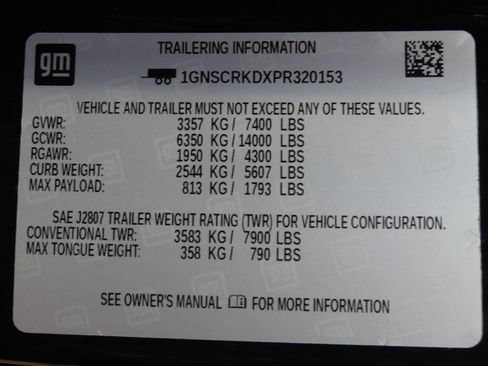 gm
TRAILERING INFORMATION
1GNSCRKDXPR320153
VEHICLE AND TRAILER MUST NOT EXCEED ANY OF THESE VALUES.
GVWR: 3357 KG / 7400 LBS
GCWR: 6350 KG / 14000 LBS
RGAWR: 1950 KG / 4300 LBS
CURB WEIGHT: 2544 KG / 5607 LBS
MAX PAYLOAD: 813 KG / 1793 LBS
SAE J2807 TRAILER WEIGHT RATING (TWR) FOR VEHICLE CONFIGURATION.
CONVENTIONAL TWR: 3583 KG / 7900 LBS
MAX TONGUE WEIGHT: 358 KG / 790 LBS
SEE OWNER'S MANUAL FOR MORE INFORMATION